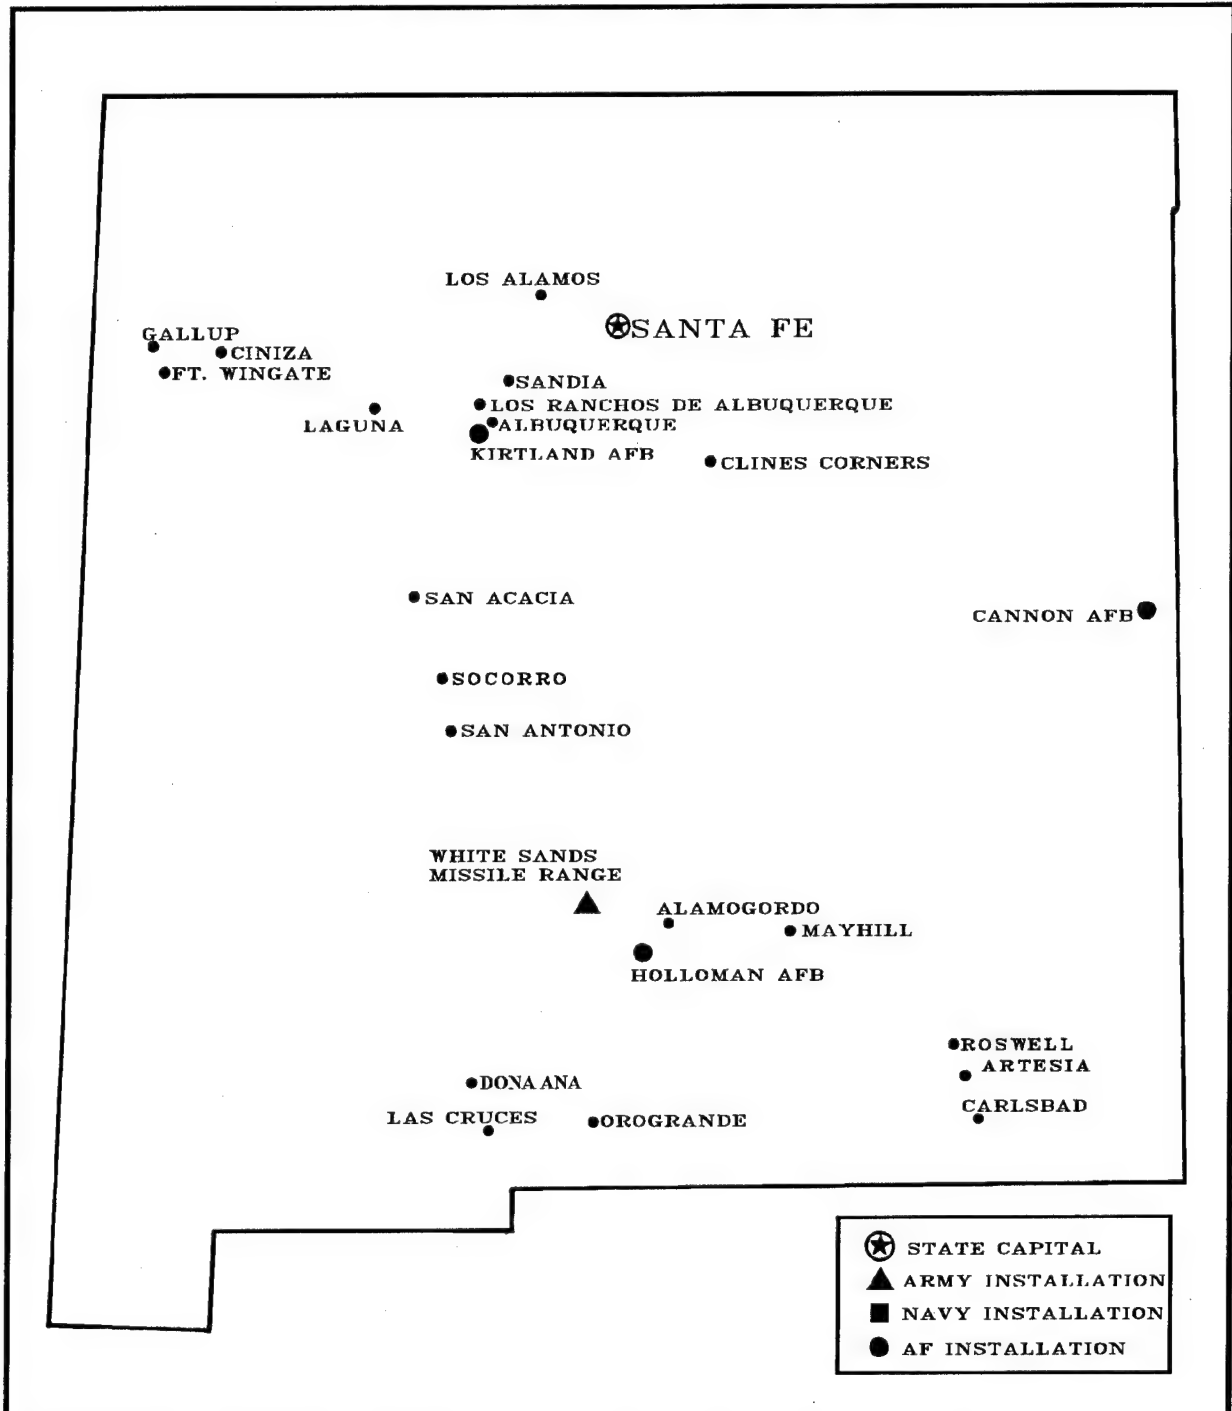 LOS ALAMOS
SANTA FE
GALLUP
CINIZA
FT. WINGATE
SANDIA
LOS RANCHOS DE ALBUQUERQUE
LAGUNA
ALBUQUERQUE
KIRTLAND AFB
CLINES CORNERS
SAN ACACIA
CANNON AFB
SOCORRO
SAN ANTONIO
WHITE SANDS
MISSILE RANGE
ALAMOGORDO
MAYHILL
HOLLOMAN AFB
ROSWELL
ARTESIA
DONA ANA
CARLSBAD
LAS CRUCES
OROGRANDE
STATE CAPITAL
ARMY INSTALLATION
NAVY INSTALLATION
AF INSTALLATION